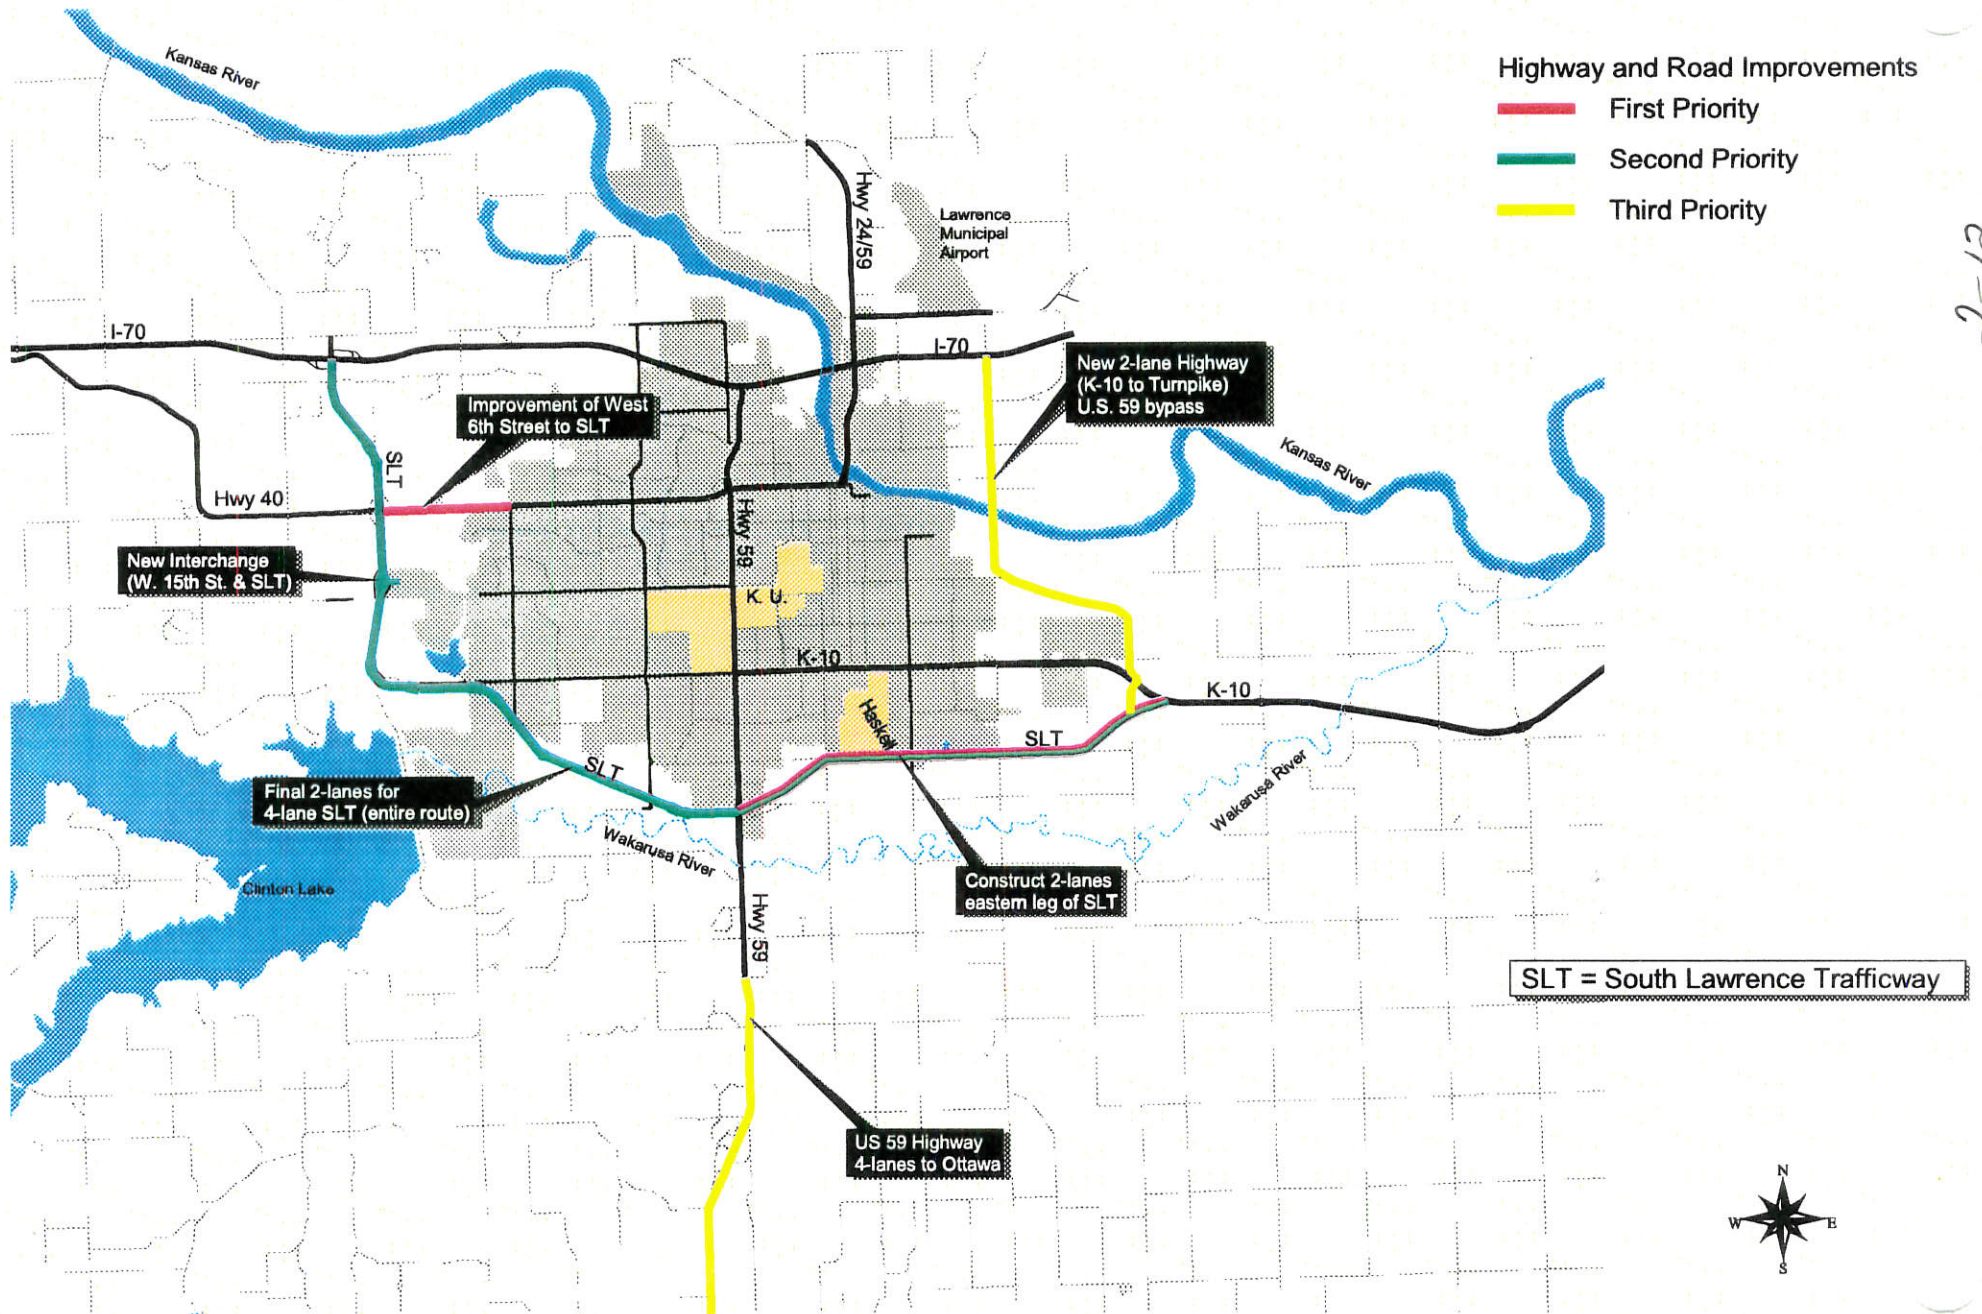 Kansas River
Highway and Road Improvements
First Priority
Second Priority
Third Priority
Hwy 24/59
Lawrence
Municipal
Airport
I-70
I-70
New 2-lane Highway
(K-10 to Turnpike)
U.S. 59 bypass
Improvement of West
6th Street to SLT
SLT
Kansas River
Hwy 40
Hwy 59
New Interchange
(W. 15th St. & SLT)
K. U.
K-10
K-10
Haskell
SLT
SLT
Final 2-lanes for
4-lane SLT (entire route)
Wakarusa River
Wakarusa River
Clinton Lake
Construct 2-lanes
eastern leg of SLT
Hwy 59
SLT = South Lawrence Trafficway
US 59 Highway
4-lanes to Ottawa
N
W E
S